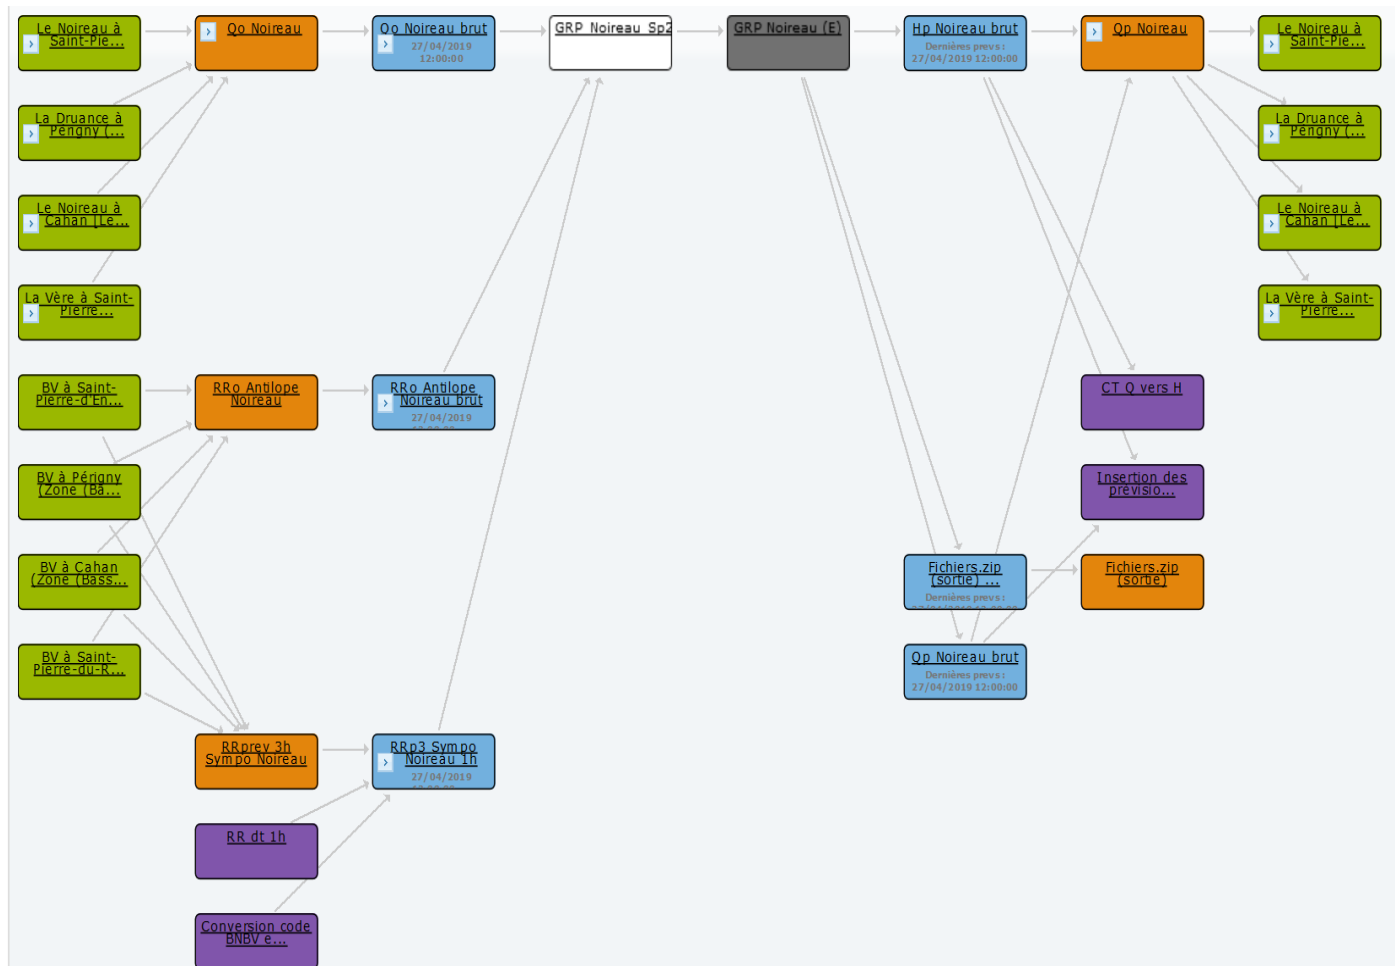 Le Noireau à
Saint-Pie...
Qo Noireau
Qo Noireau brut
27/04/2019
12:00:00
GRP Noireau Sp2
GRP Noireau (E)
Hp Noireau brut
Dernières prevs :
27/04/2019 12:00:00
Qp Noireau
Le Noireau à
Saint-Pie...
La Druance à
Périgny (...
La Druance à
Périgny (...
Le Noireau à
Cahan [Le...
Le Noireau à
Cahan [Le...
La Vère à Saint-
Pierre...
La Vère à Saint-
Pierre...
BV à Saint-
Pierre-d'En...
RRo Antilope
Noireau
RRo Antilope
Noireau brut
27/04/2019
CT Q vers H
BV à Périgny
(Zone (Ba...
Insertion des
prévisio...
BV à Cahan
(Zone (Bass...
Fichiers.zip
(sortie) ...
Dernières prevs :
27/04/2019 12:00:00
Fichiers.zip
(sortie)
BV à Saint-
Pierre-du-R...
Qp Noireau brut
Dernières prevs :
27/04/2019 12:00:00
RRprev 3h
Sympo Noireau
RRp3 Sympo
Noireau 1h
27/04/2019
RR dt 1h
Conversion code
BNBV e...